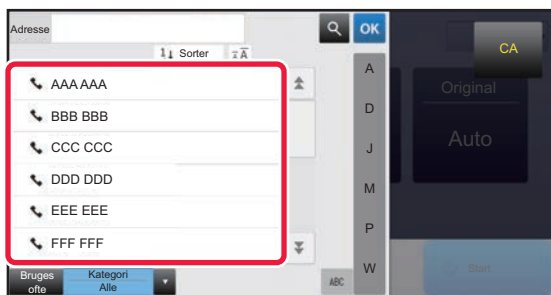 Adresse
OK
CA
Sorter
AAA AAA
BBB BBB
CCC CCC
DDD DDD
EEE EEE
FFF FFF
A
D
J
M
P
W
Original
Auto
Bruges
ofte
Kategori
Alle
ABC
Start